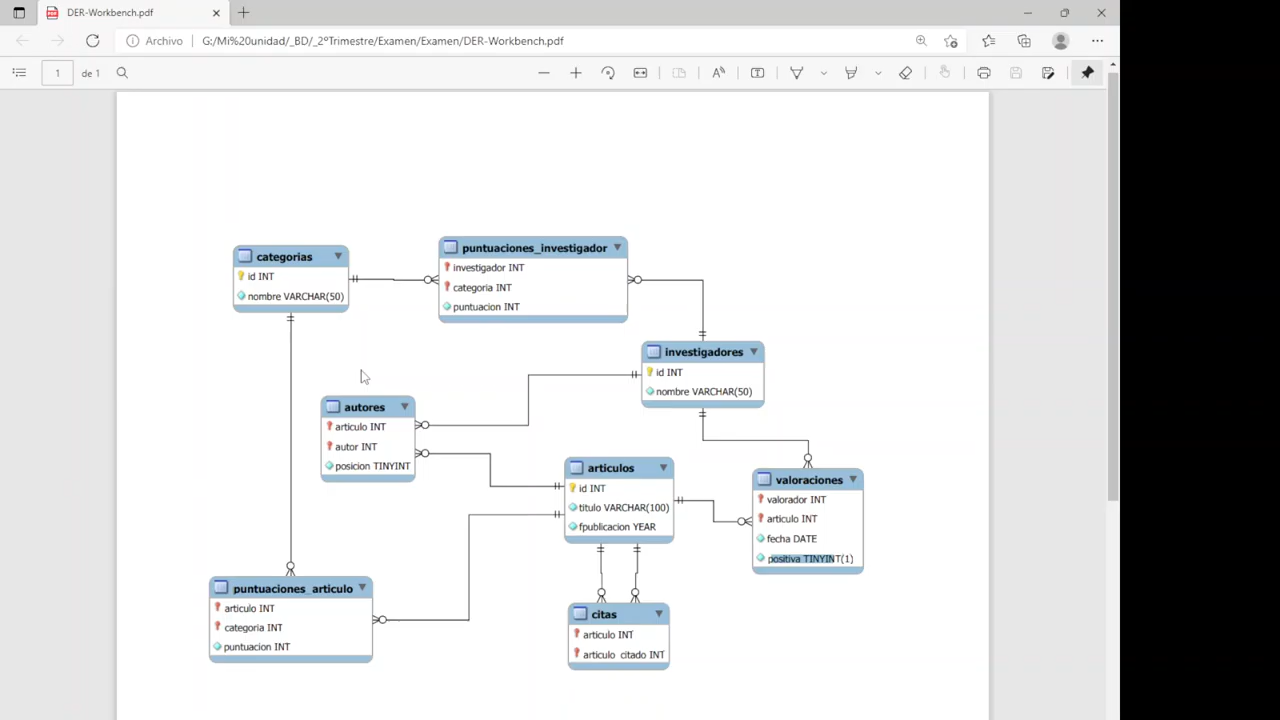 DER-Workbench.pdf
Archivo
G:/Mi%20unidad/_BD/_2ºTrimestre/Examen/Examen/DER-Workbench.pdf
1
de 1
categorias
id INT
nombre VARCHAR(50)
puntuaciones_investigador
investigador INT
categoria INT
puntuacion INT
investigadores
id INT
nombre VARCHAR(50)
autores
articulo INT
autor INT
posicion TINYINT
articulos
id INT
titulo VARCHAR(100)
fpublicacion YEAR
valoraciones
valorador INT
articulo INT
fecha DATE
positiva TINYINT(1)
puntuaciones_articulo
articulo INT
categoria INT
puntuacion INT
citas
articulo INT
articulo_citado INT